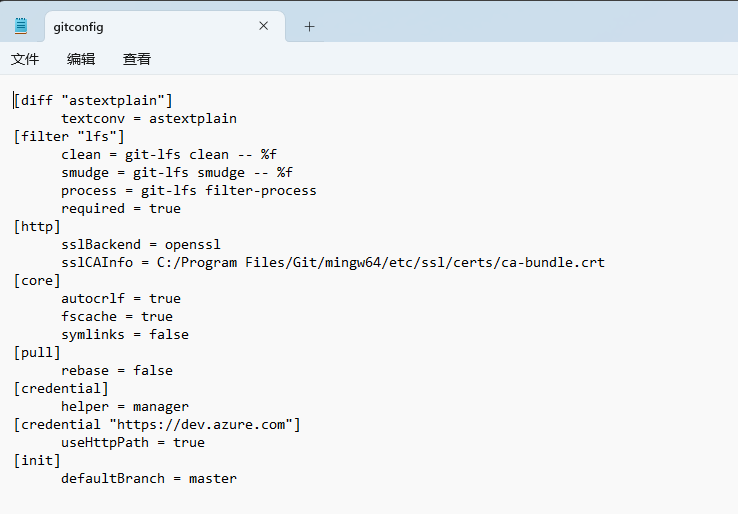 gitconfig
文件 编辑 查看
[diff "astextplain"]
textconv = astextplain
[filter "lfs"]
clean = git-lfs clean -- %f
smudge = git-lfs smudge -- %f
process = git-lfs filter-process
required = true
[http]
sslBackend = openssl
sslCAInfo = C:/Program Files/Git/mingw64/etc/ssl/certs/ca-bundle.crt
[core]
autocrlf = true
fscache = true
symlinks = false
[pull]
rebase = false
[credential]
helper = manager
[credential "https://dev.azure.com"]
useHttpPath = true
[init]
defaultBranch = master